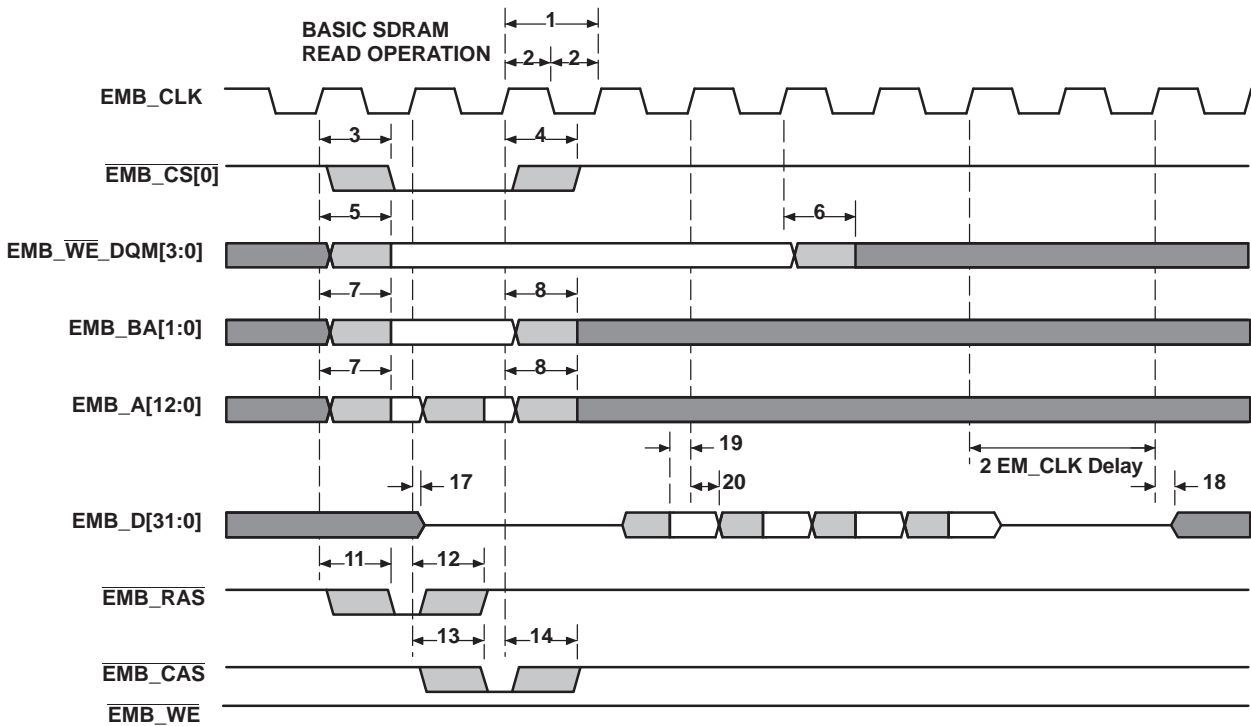 BASIC SDRAM
READ OPERATION
1
2 2
EMB_CLK
3 4
EMB_CS[0]
5 6
EMB_WE_DQM[3:0]
7 8
EMB_BA[1:0]
7 8
EMB_A[12:0]
19
2 EM_CLK Delay
17 20 18
EMB_D[31:0]
11 12
EMB_RAS
13 14
EMB_CAS
EMB_WE